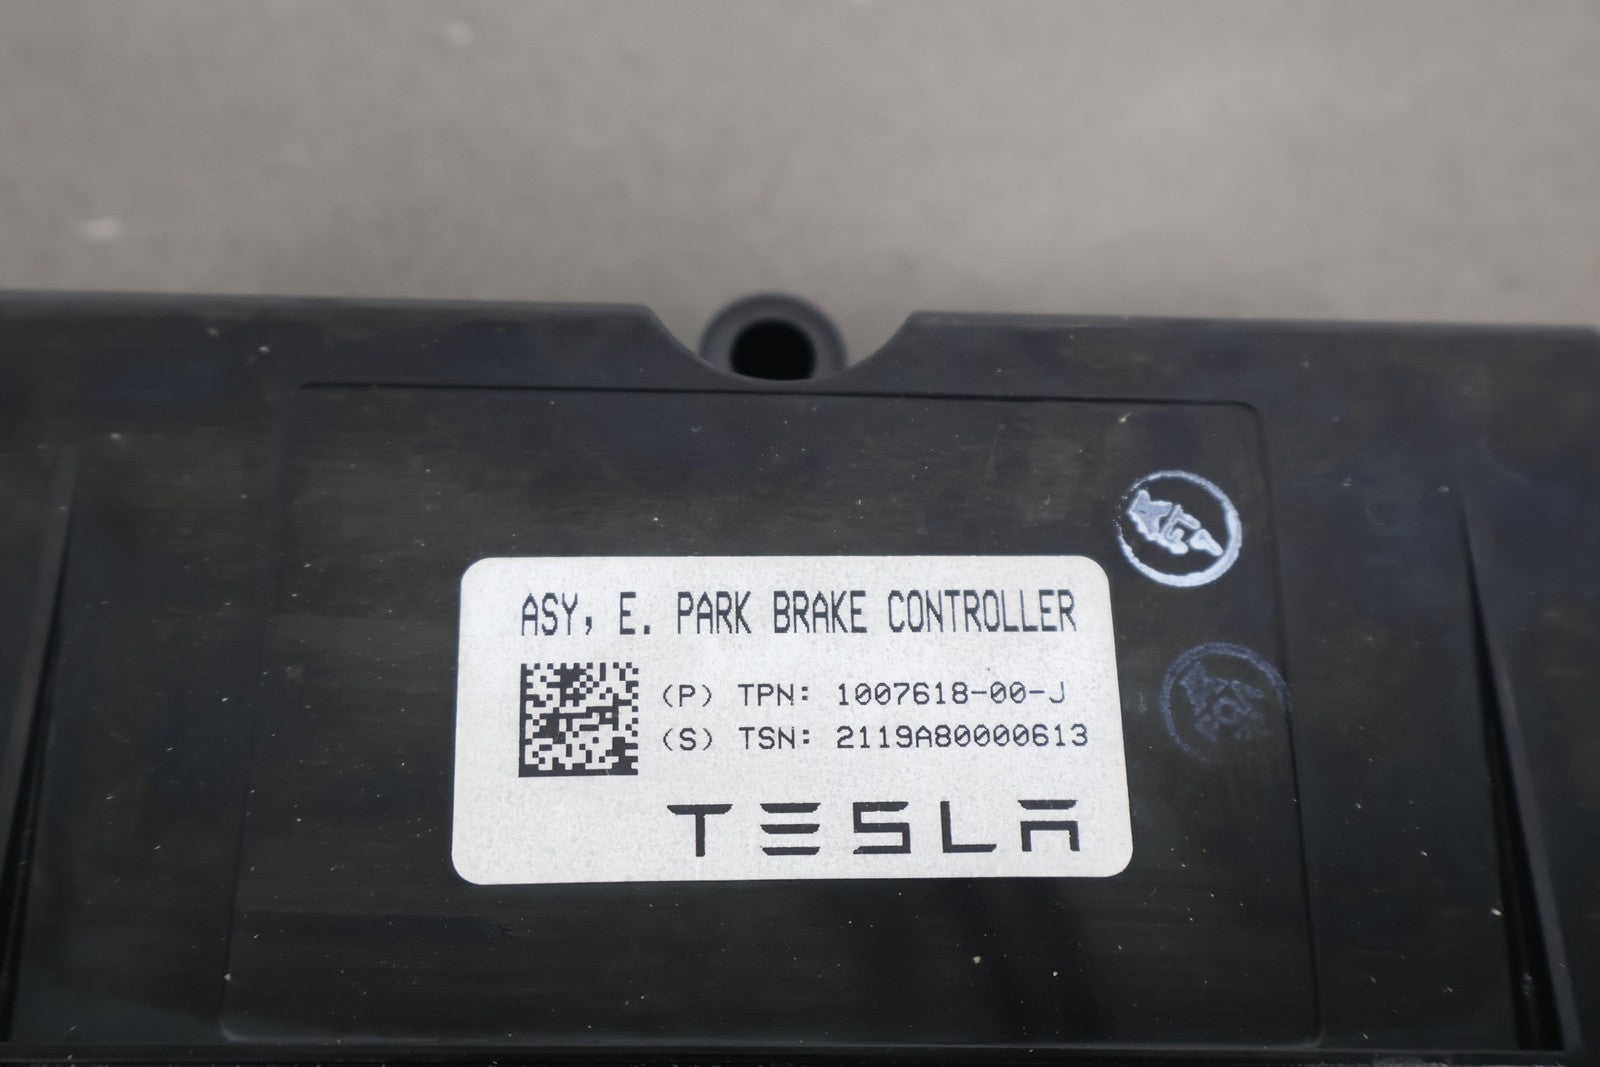 ASY, E. PARK BRAKE CONTROLLER
(P) TPN: 1007618-00-J
(S) TSN: 2119A80000613
TESLA